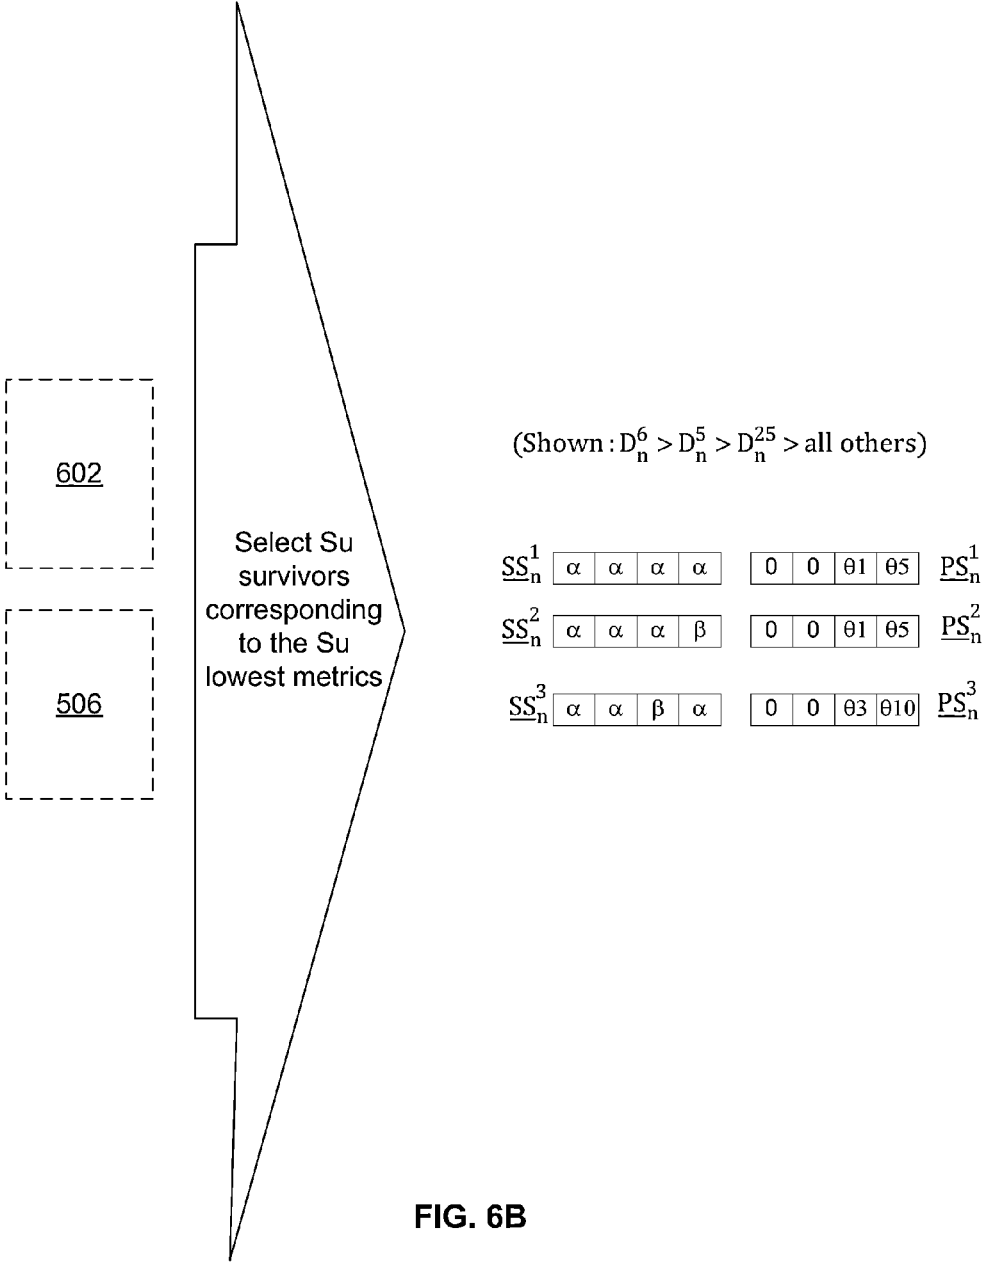 (Shown : D_n^6 > D_n^5 > D_n^25 > all others)
602
Select Su
survivors
corresponding
to the Su
lowest metrics
SS_n^1 α α α α 0 0 θ1 θ5 PS_n^1
SS_n^2 α α α β 0 0 θ1 θ5 PS_n^2
506
SS_n^3 α α β α 0 0 θ3 θ10 PS_n^3
FIG. 6B